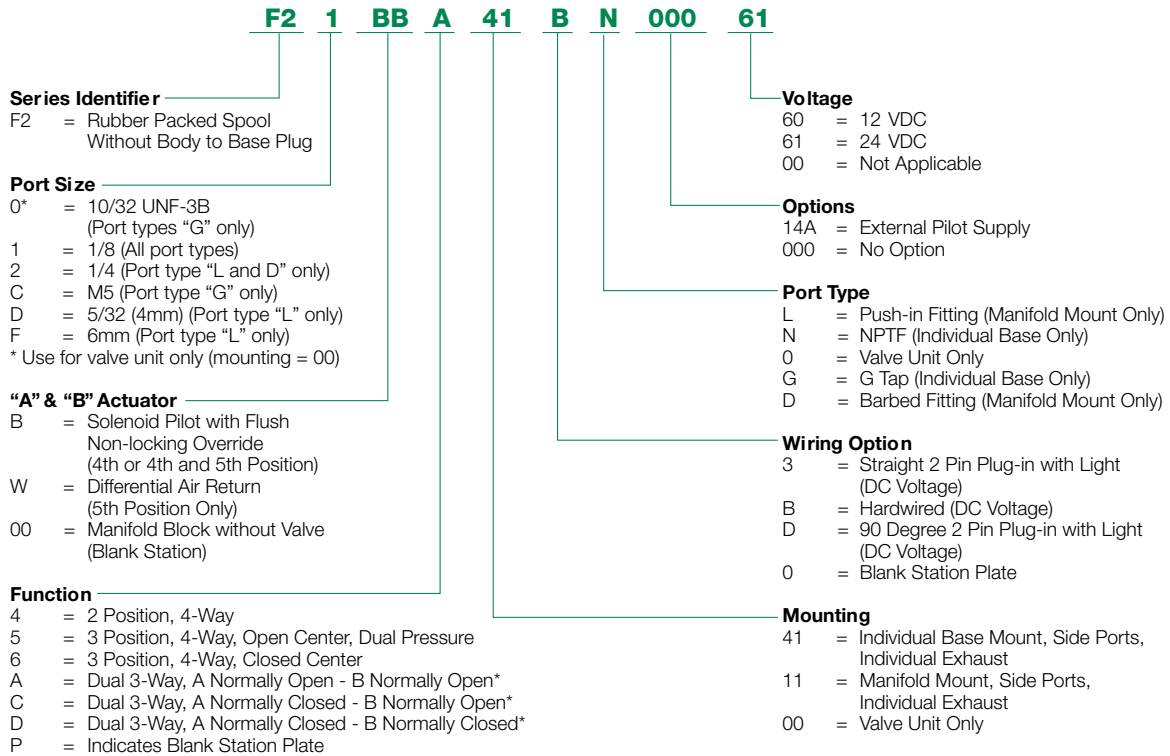 F2 1 BB A 41 B N 000 61
Series Identifier
F2 = Rubber Packed Spool
Without Body to Base Plug
Port Size
0* = 10/32 UNF-3B
(Port types “G” only)
1 = 1/8 (All port types)
2 = 1/4 (Port type “L and D” only)
C = M5 (Port type “G” only)
D = 5/32 (4mm) (Port type “L” only)
F = 6mm (Port type “L” only)
* Use for valve unit only (mounting = 00)
“A” & “B” Actuator
B = Solenoid Pilot with Flush
Non-locking Override
(4th or 4th and 5th Position)
W = Differential Air Return
(5th Position Only)
00 = Manifold Block without Valve
(Blank Station)
Function
4 = 2 Position, 4-Way
5 = 3 Position, 4-Way, Open Center, Dual Pressure
6 = 3 Position, 4-Way, Closed Center
A = Dual 3-Way, A Normally Open - B Normally Open*
C = Dual 3-Way, A Normally Closed - B Normally Open*
D = Dual 3-Way, A Normally Closed - B Normally Closed*
P = Indicates Blank Station Plate
Voltage
60 = 12 VDC
61 = 24 VDC
00 = Not Applicable
Options
14A = External Pilot Supply
000 = No Option
Port Type
L = Push-in Fitting (Manifold Mount Only)
N = NPTF (Individual Base Only)
0 = Valve Unit Only
G = G Tap (Individual Base Only)
D = Barbed Fitting (Manifold Mount Only)
Wiring Option
3 = Straight 2 Pin Plug-in with Light
(DC Voltage)
B = Hardwired (DC Voltage)
D = 90 Degree 2 Pin Plug-in with Light
(DC Voltage)
0 = Blank Station Plate
Mounting
41 = Individual Base Mount, Side Ports,
Individual Exhaust
11 = Manifold Mount, Side Ports,
Individual Exhaust
00 = Valve Unit Only